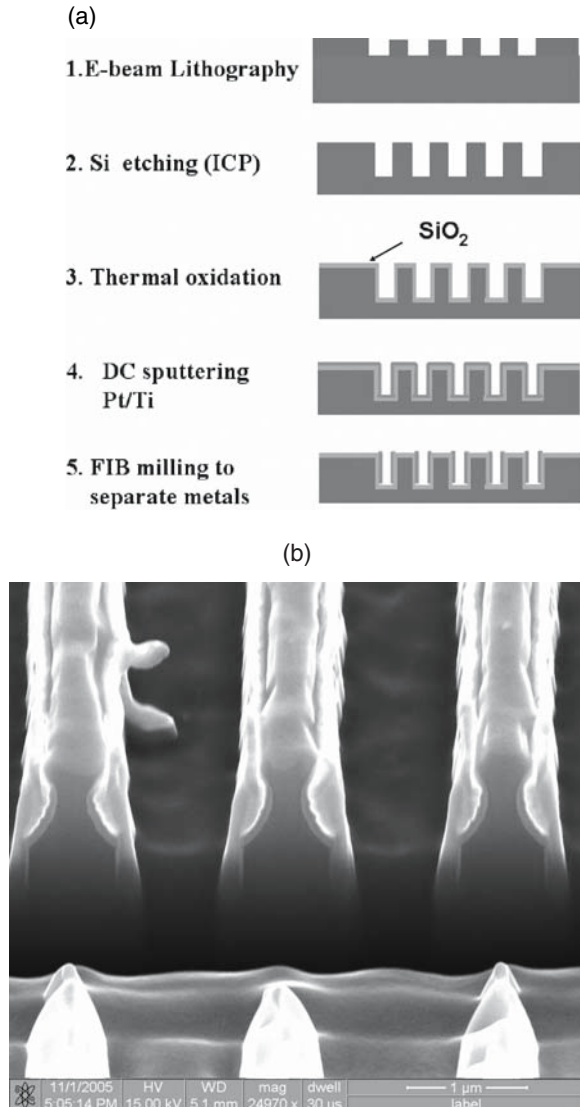 (a)
1.E-beam Lithography
2. Si etching (ICP)
SiO₂
3. Thermal oxidation
4. DC sputtering
Pt/Ti
5. FIB milling to
separate metals
(b)
11/1/2005 HV WD mag dwell 1 µm
5:05:14 PM 15.00 kV 5.1 mm 24970 x 30 µs label